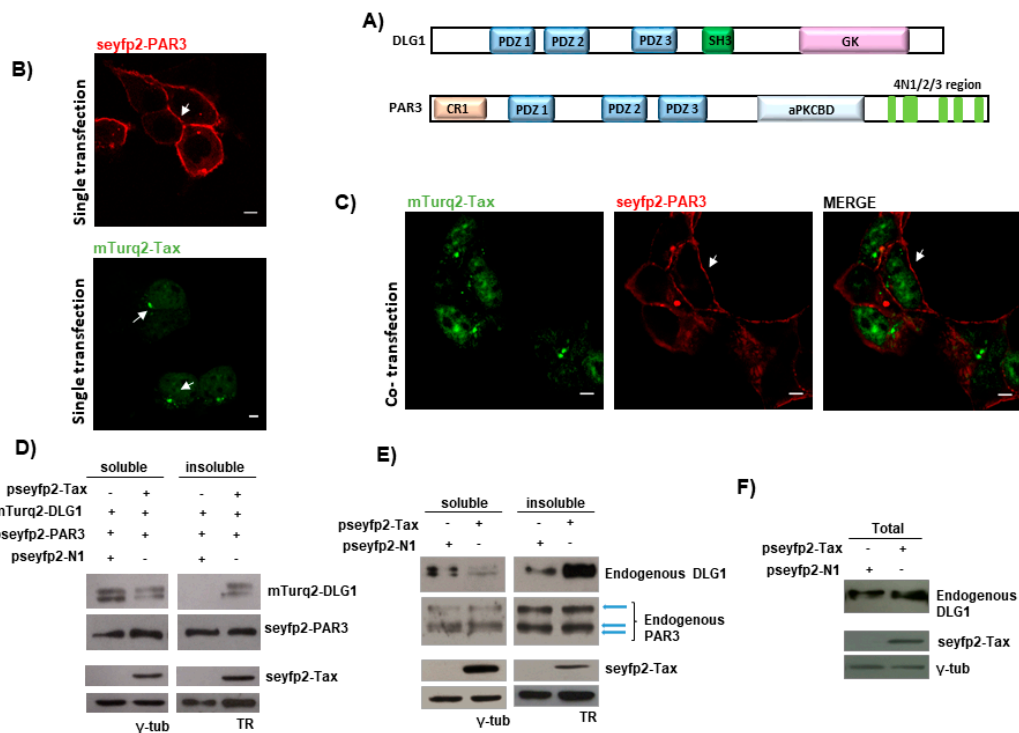 A)
DLG1 PDZ 1 PDZ 2 PDZ 3 SH3 GK
4N1/2/3 region
PAR3 CR1 PDZ 1 PDZ 2 PDZ 3 aPKCBD
B)
seyfp2-PAR3
Single transfection
mTurq2-Tax
Single transfection
C)
mTurq2-Tax seyfp2-PAR3 MERGE
Co- transfection
D)
soluble insoluble
pseyfp2-Tax - + - +
mTurq2-DLG1 + + + +
pseyfp2-PAR3 + + + +
pseyfp2-N1 + - + -
mTurq2-DLG1
seyfp2-PAR3
seyfp2-Tax
γ-tub TR
E)
soluble insoluble
pseyfp2-Tax - + - +
pseyfp2-N1 + - + -
Endogenous DLG1
Endogenous
PAR3
seyfp2-Tax
γ-tub TR
F)
Total
pseyfp2-Tax - +
pseyfp2-N1 + -
Endogenous
DLG1
seyfp2-Tax
γ-tub